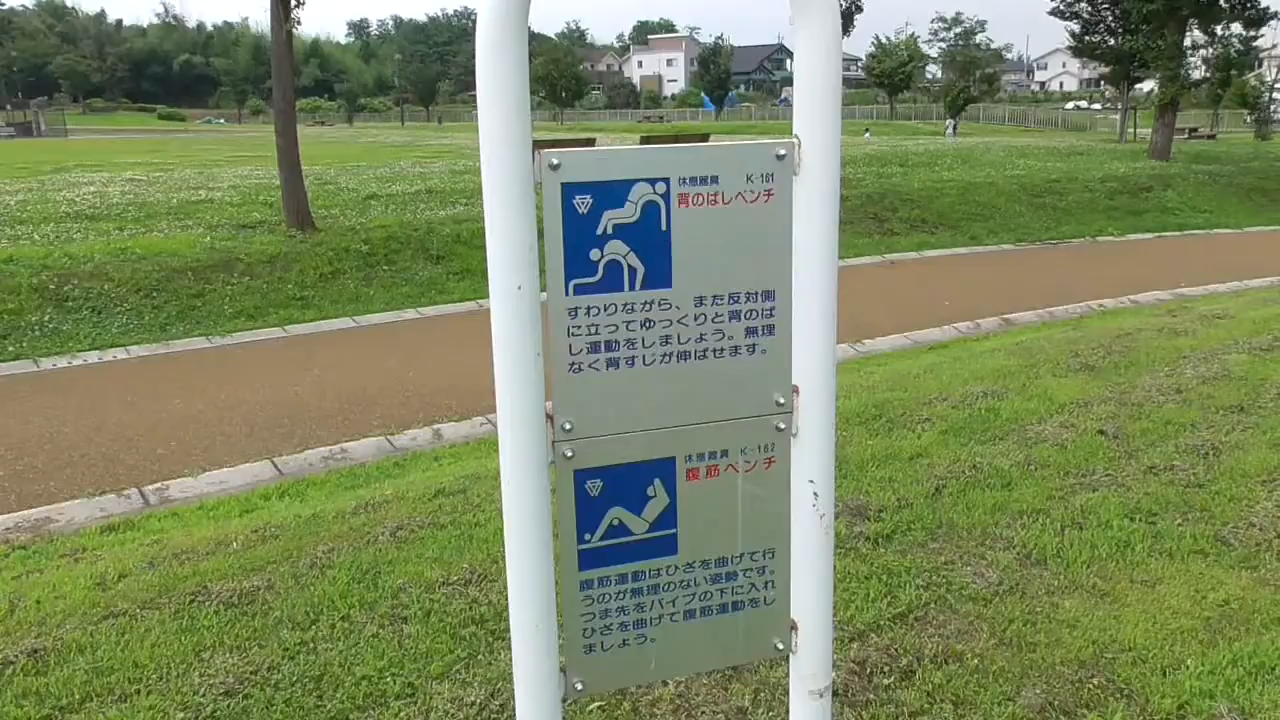 休憩器具 K-161
背のばしベンチ
すわりながら、また反対側
に立ってゆっくりと背のば
し運動をしましょう。無理
なく背すじが伸ばせます。
休憩器具 K-162
腹筋ベンチ
腹筋運動はひざを曲げて行
うのが無理のない姿勢です。
つま先をパイプの下に入れ
ひざを曲げて腹筋運動をし
ましょう。